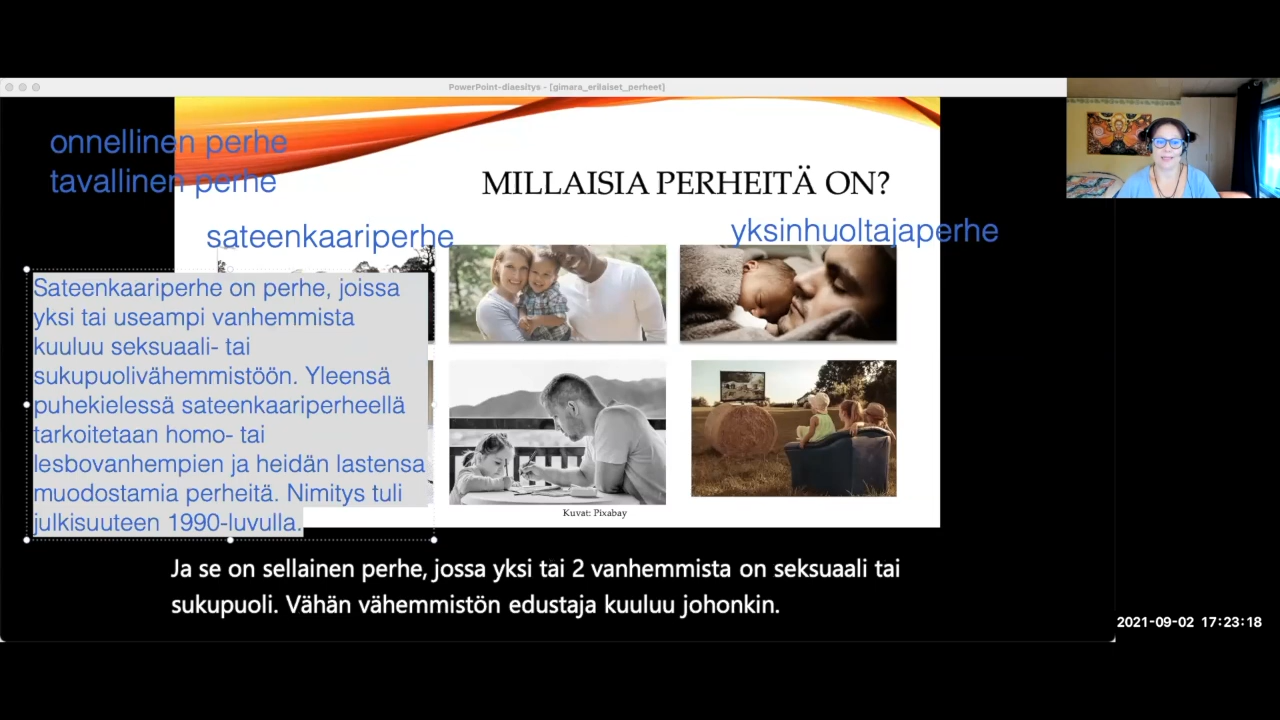 PowerPoint-diaesitys - [gimara_erilaiset_perheet]
onnellinen perhe
tavallinen perhe
MILLAISIA PERHEITÄ ON?
sateenkaariperhe
yksinhuoltajaperhe
Sateenkaariperhe on perhe, joissa
yksi tai useampi vanhemmista
kuuluu seksuaali- tai
sukupuolivähemmistöön. Yleensä
puhekielessä sateenkaariperheellä
tarkoitetaan homo- tai
lesbovanhempien ja heidän lastensa
muodostamia perheitä. Nimitys tuli
julkisuuteen 1990-luvulla.
Kuvat: Pixabay
Ja se on sellainen perhe, jossa yksi tai 2 vanhemmista on seksuaali tai
sukupuoli. Vähän vähemmistön edustaja kuuluu johonkin.
2021-09-02 17:23:18